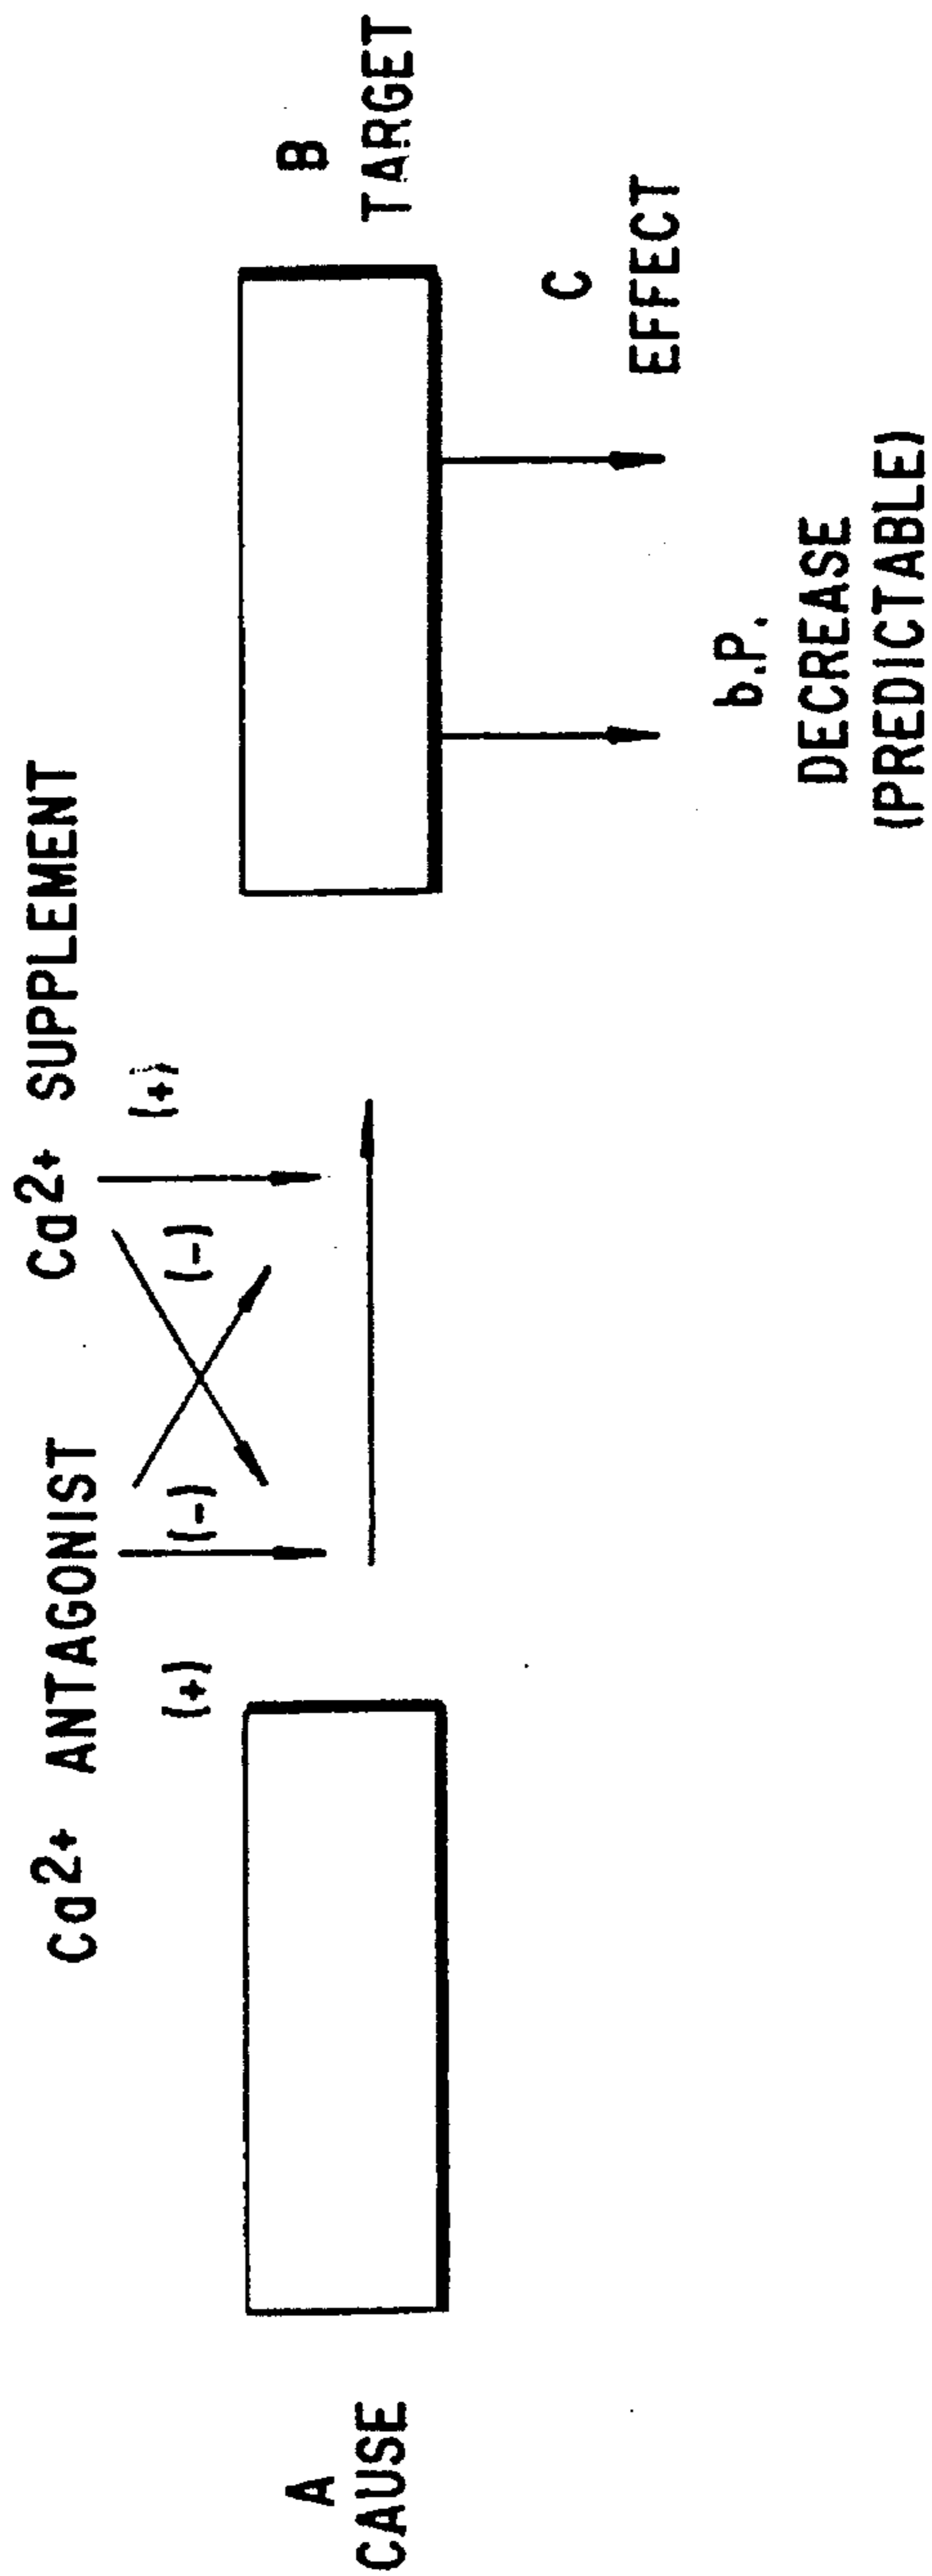 Ca2+ ANTAGONIST
Ca2+ SUPPLEMENT
(+)
(-)
(-)
(+)
A
CAUSE
B
TARGET
C
EFFECT
b.P.
DECREASE
(PREDICTABLE)